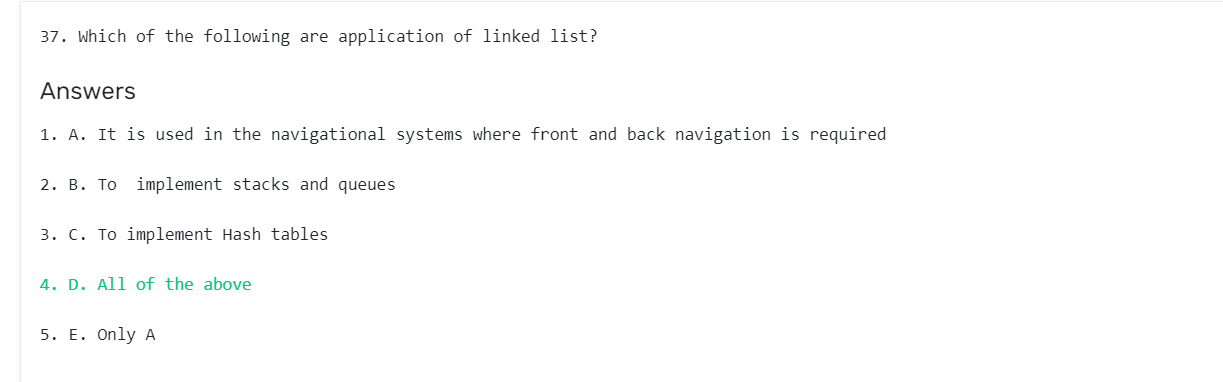 37. Which of the following are application of linked list?
Answers
1. A. It is used in the navigational systems where front and back navigation is required
2. B. To  implement stacks and queues
3. C. To implement Hash tables
4. D. All of the above
5. E. Only A